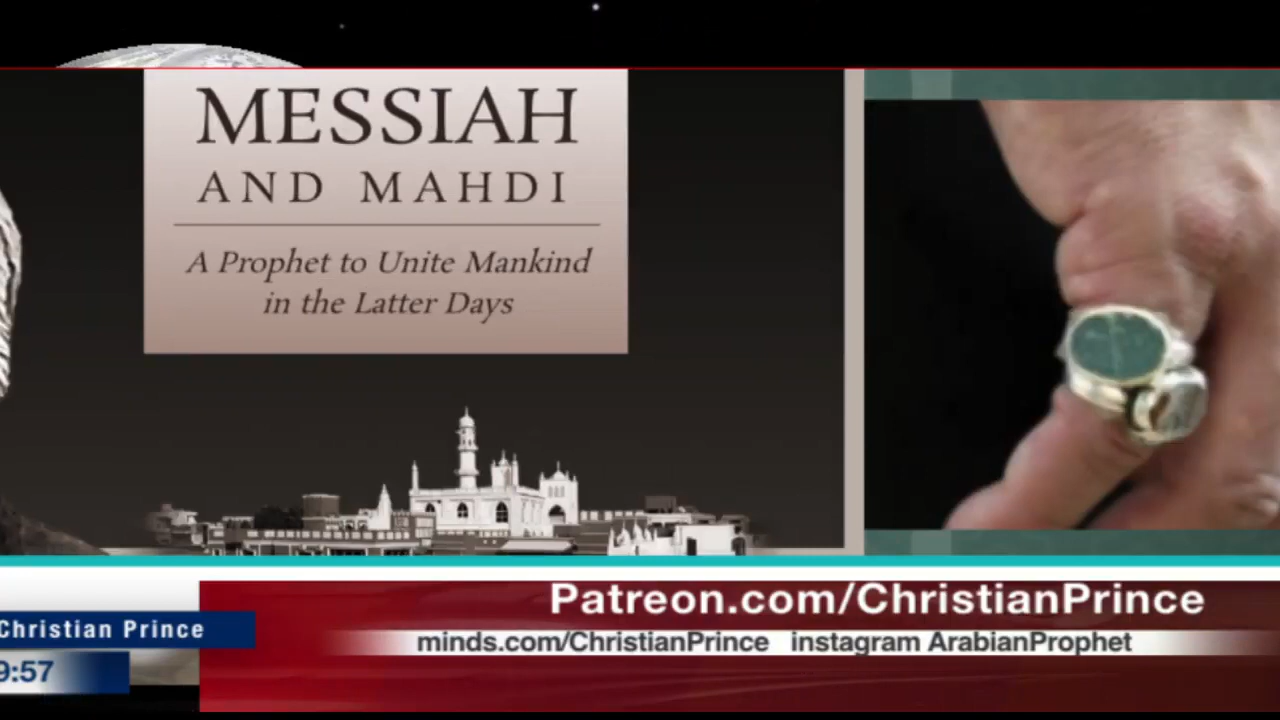 MESSIAH
AND MAHDI
A Prophet to Unite Mankind
in the Latter Days
Patreon.com/ChristianPrince
Christian Prince
minds.com/ChristianPrince instagram ArabianProphet
9:57